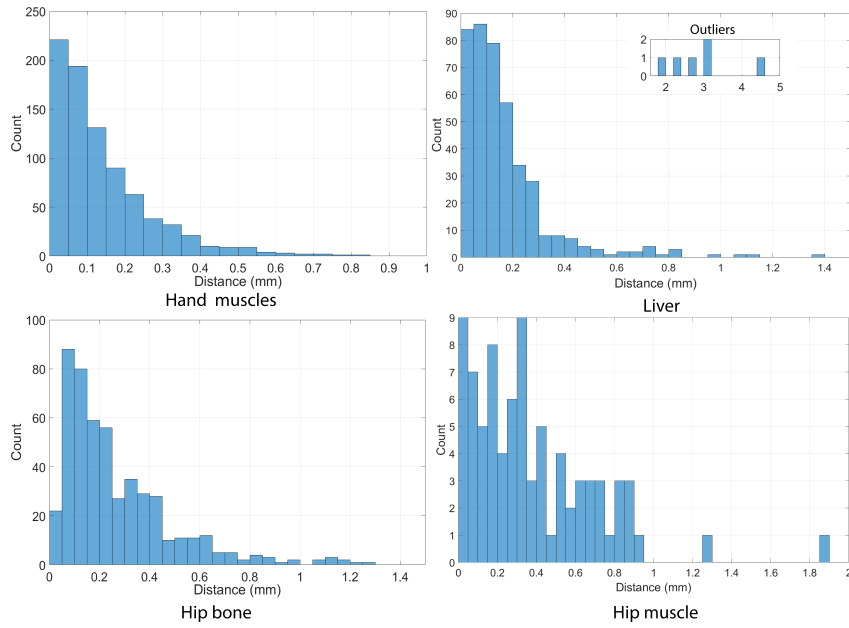 250
200
150
100
50
0
Count
0 0.1 0.2 0.3 0.4 0.5 0.6 0.7 0.8 0.9 1
Distance (mm)
Hand muscles
90
80
70
60
50
40
30
20
10
0
Count
Outliers
2
1
0
2 3 4 5
0 0.2 0.4 0.6 0.8 1 1.2 1.4
Distance (mm)
Liver
100
80
60
40
20
0
Count
0 0.2 0.4 0.6 0.8 1 1.2 1.4
Distance (mm)
Hip bone
9
8
7
6
5
4
3
2
1
0
Count
0 0.2 0.4 0.6 0.8 1 1.2 1.4 1.6 1.8 2
Distance (mm)
Hip muscle